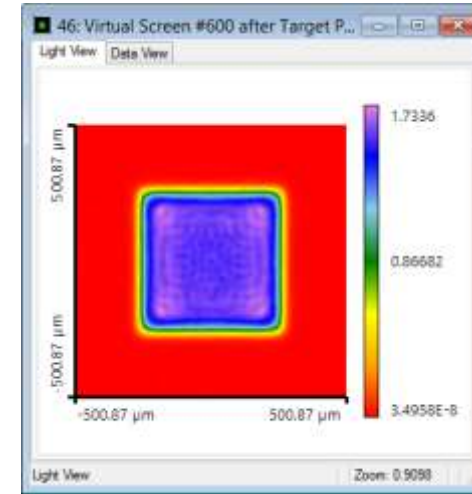 46: Virtual Screen #600 after Target P...
Light View Data View
500.87 µm
-500.87 µm
-500.87 µm 500.87 µm
1.7336
0.86682
3.4958E-8
Light View Zoom: 0.9098